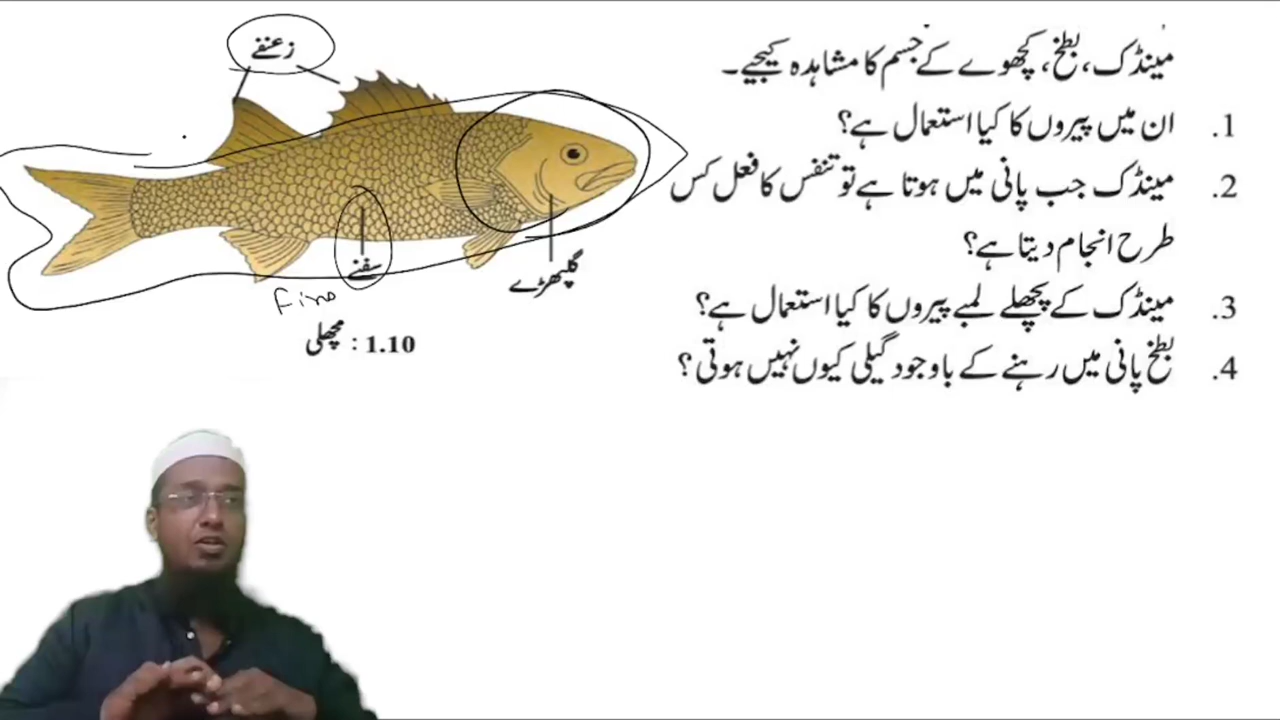 زعنفے
سفنے
گلپھڑے
Fins
1.10 : مچھلی
مینڈک، بطخ، کچھوے کے جسم کا مشاہدہ کیجیے۔
1. ان میں پیروں کا کیا استعمال ہے؟
2. مینڈک جب پانی میں ہوتا ہے تو تنفس کا فعل کس
طرح انجام دیتا ہے؟
3. مینڈک کے پچھلے لمبے پیروں کا کیا استعمال ہے؟
4. بطخ پانی میں رہنے کے باوجود گیلی کیوں نہیں ہوتی؟